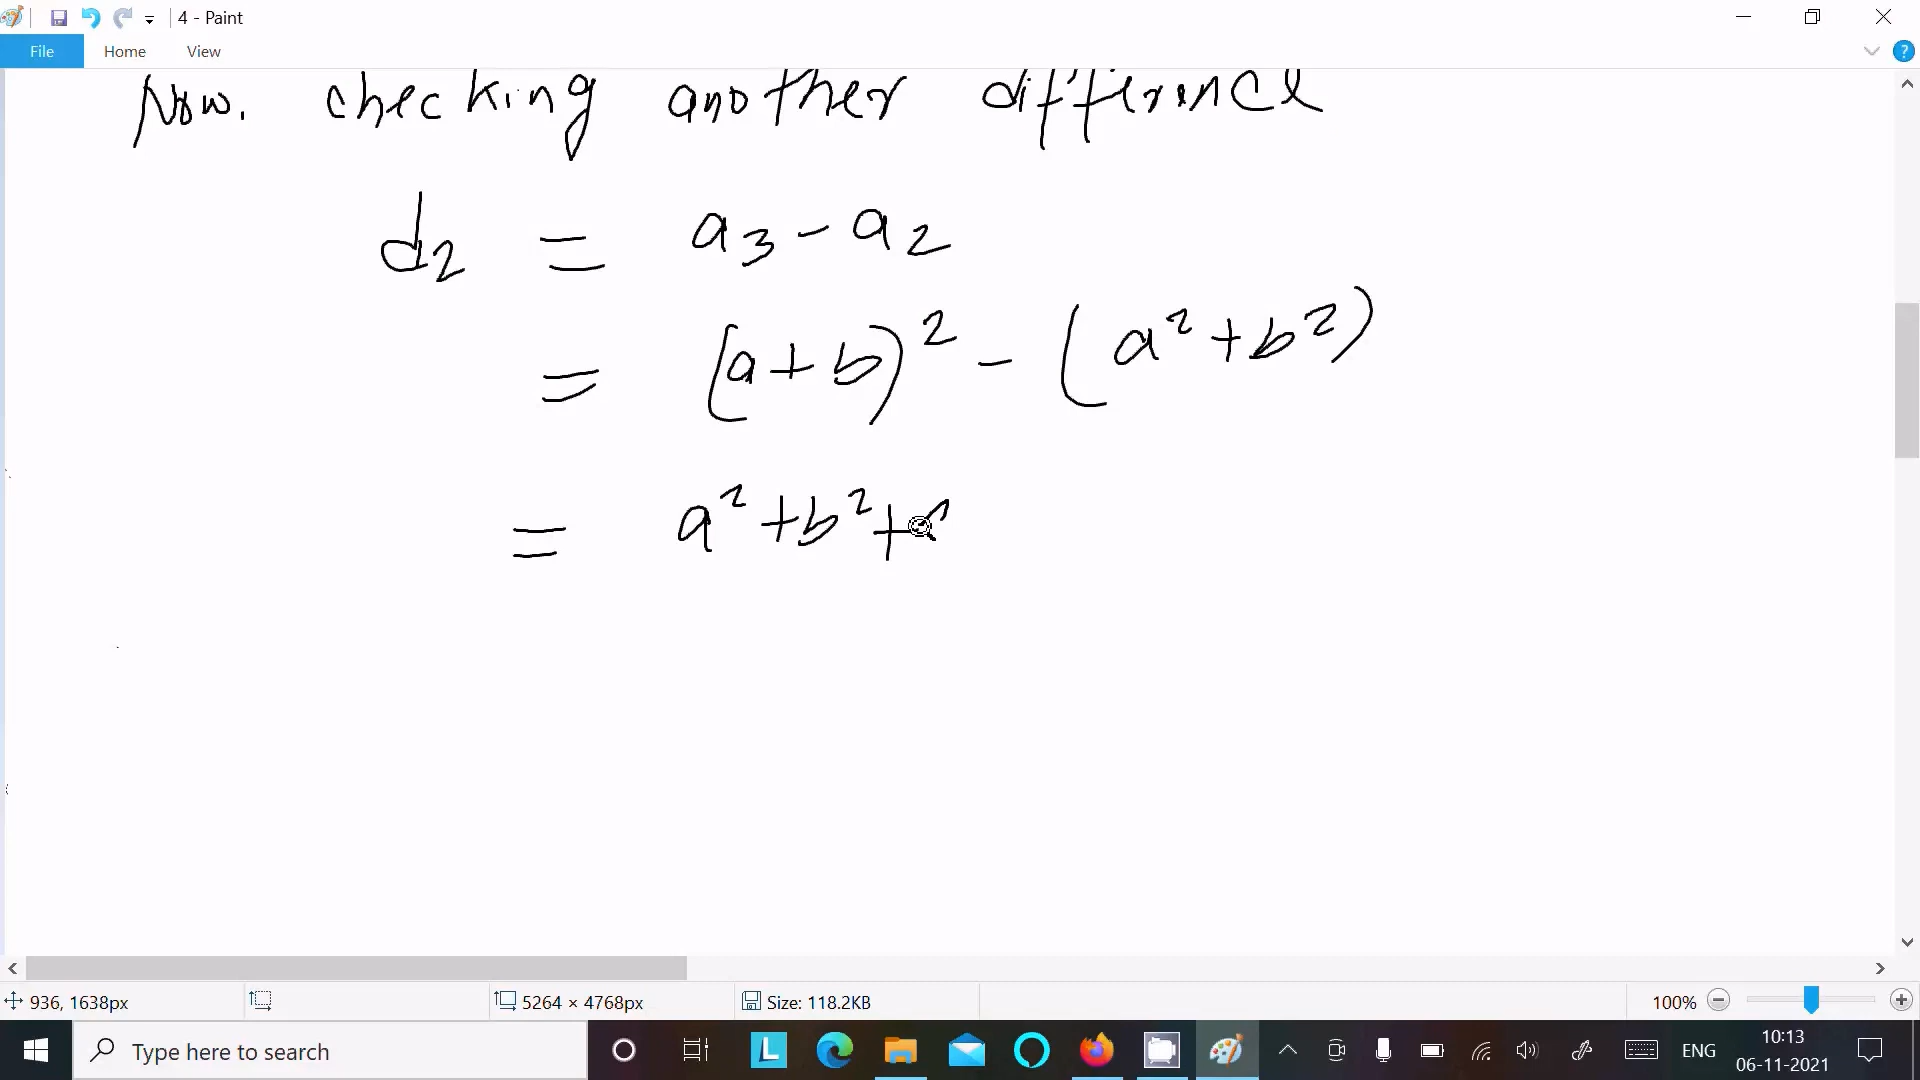 4 - Paint
File Home View
Now. checking another difference
d2 = a3 - a2
= (a+b)² - (a²+b²)
= a²+b²+
936, 1638px 5264 × 4768px Size: 118.2KB 100%
Type here to search ENG 10:13
06-11-2021